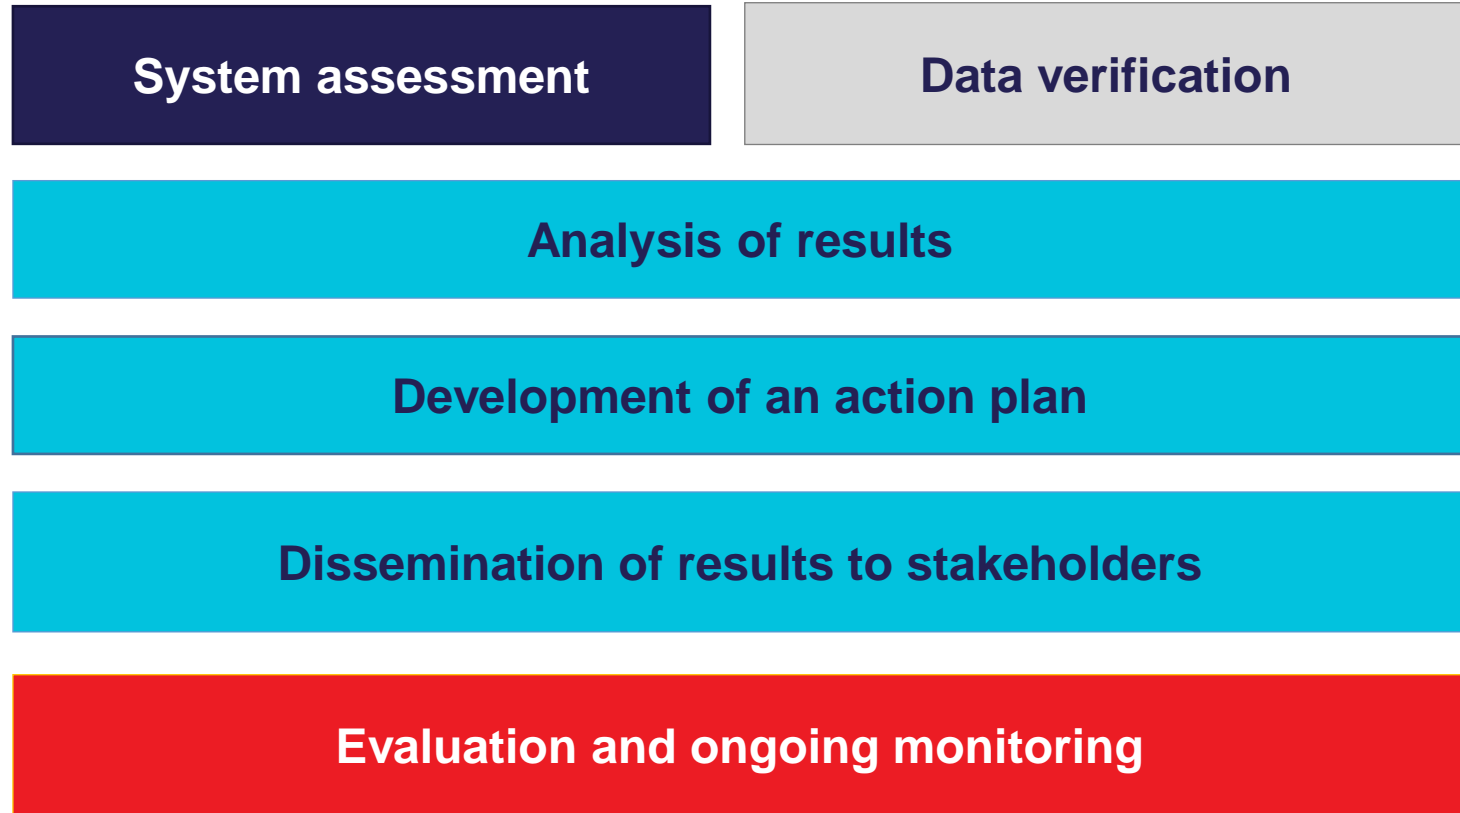 System assessment
Data verification
Analysis of results
Development of an action plan
Dissemination of results to stakeholders
Evaluation and ongoing monitoring